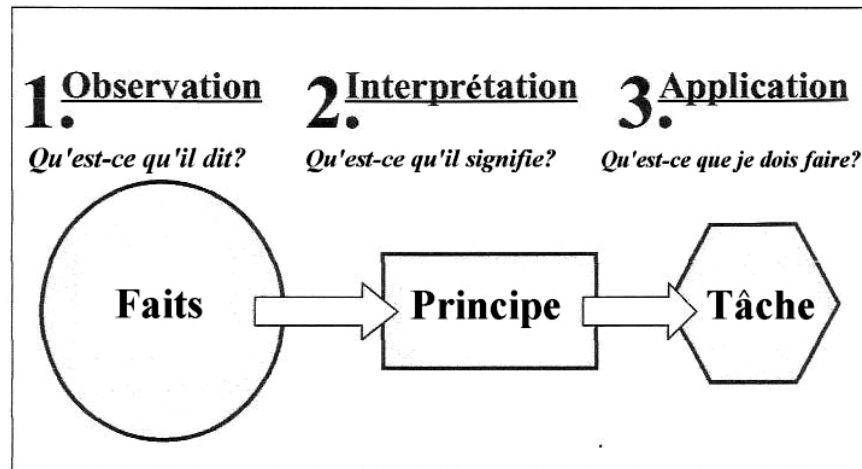 1. Observation
Qu'est-ce qu'il dit?
2. Interprétation
Qu'est-ce qu'il signifie?
3. Application
Qu'est-ce que je dois faire?
Faits
Principe
Tâche